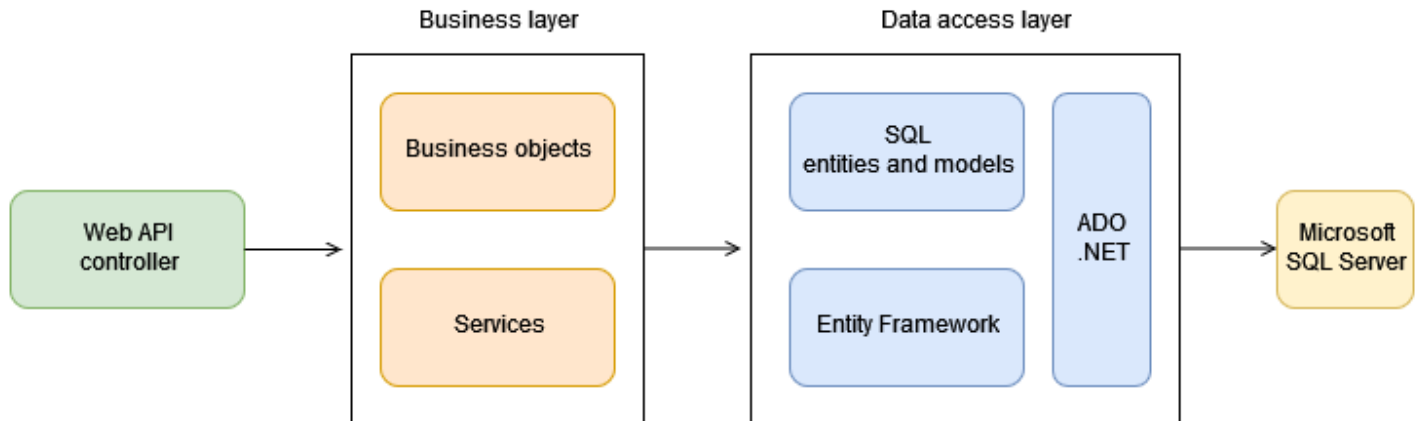 Business layer
Data access layer
Business objects
SQL
entities and models
Web API
controller
ADO
.NET
Microsoft
SQL Server
Services
Entity Framework